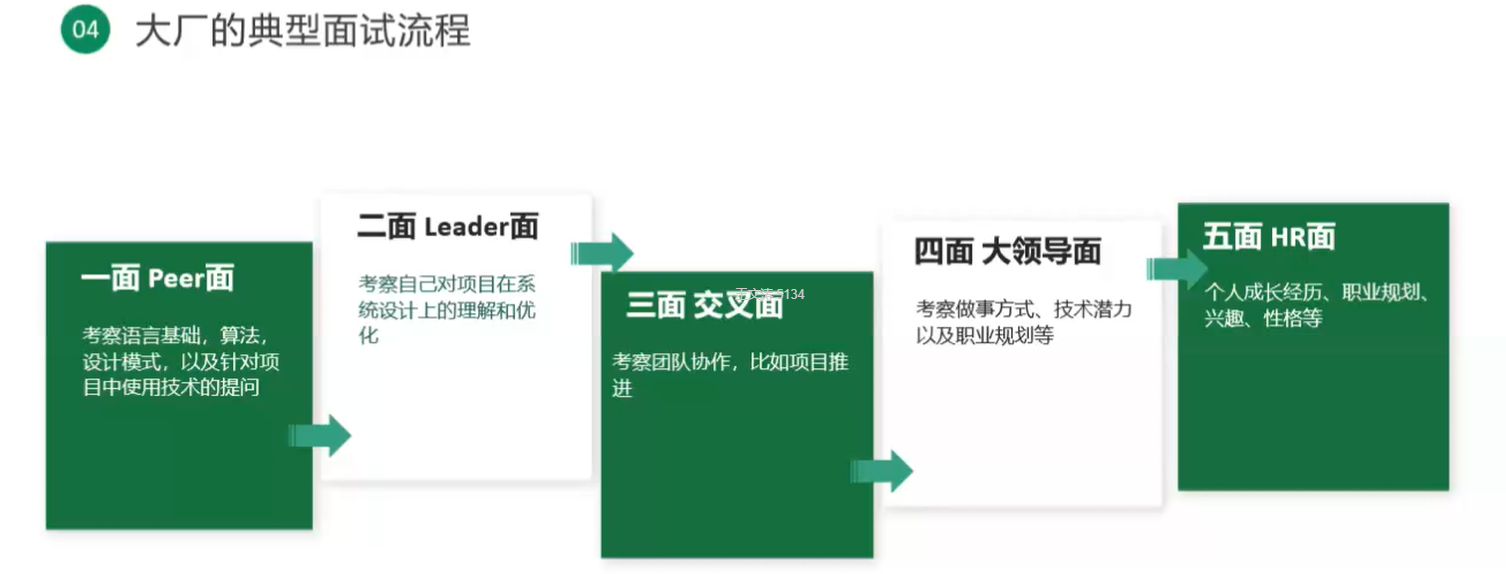 04
大厂的典型面试流程
一面 Peer面
考察语言基础，算法，
设计模式，以及针对项
目中使用技术的提问
二面 Leader面
考察自己对项目在系
统设计上的理解和优
化
三面 交叉面
5134
考察团队协作，比如项目推
进
四面 大领导面
考察做事方式、技术潜力
以及职业规划等
五面 HR面
个人成长经历、职业规划、
兴趣、性格等